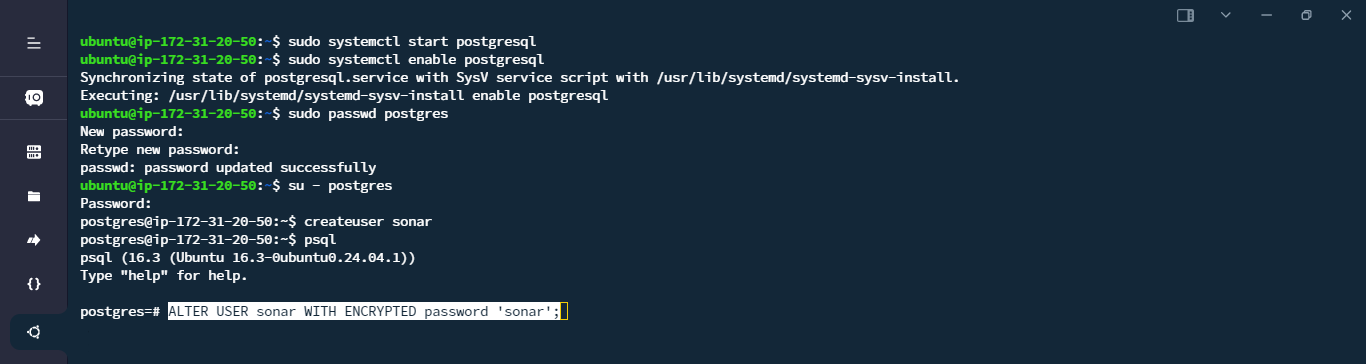 ubuntu@ip-172-31-20-50:~$ sudo systemctl start postgresql
ubuntu@ip-172-31-20-50:~$ sudo systemctl enable postgresql
Synchronizing state of postgresql.service with SysV service script with /usr/lib/systemd/systemd-sysv-install.
Executing: /usr/lib/systemd/systemd-sysv-install enable postgresql
ubuntu@ip-172-31-20-50:~$ sudo passwd postgres
New password:
Retype new password:
passwd: password updated successfully
ubuntu@ip-172-31-20-50:~$ su - postgres
Password:
postgres@ip-172-31-20-50:~$ createuser sonar
postgres@ip-172-31-20-50:~$ psql
psql (16.3 (Ubuntu 16.3-0ubuntu0.24.04.1))
Type "help" for help.
postgres=# ALTER USER sonar WITH ENCRYPTED password 'sonar';